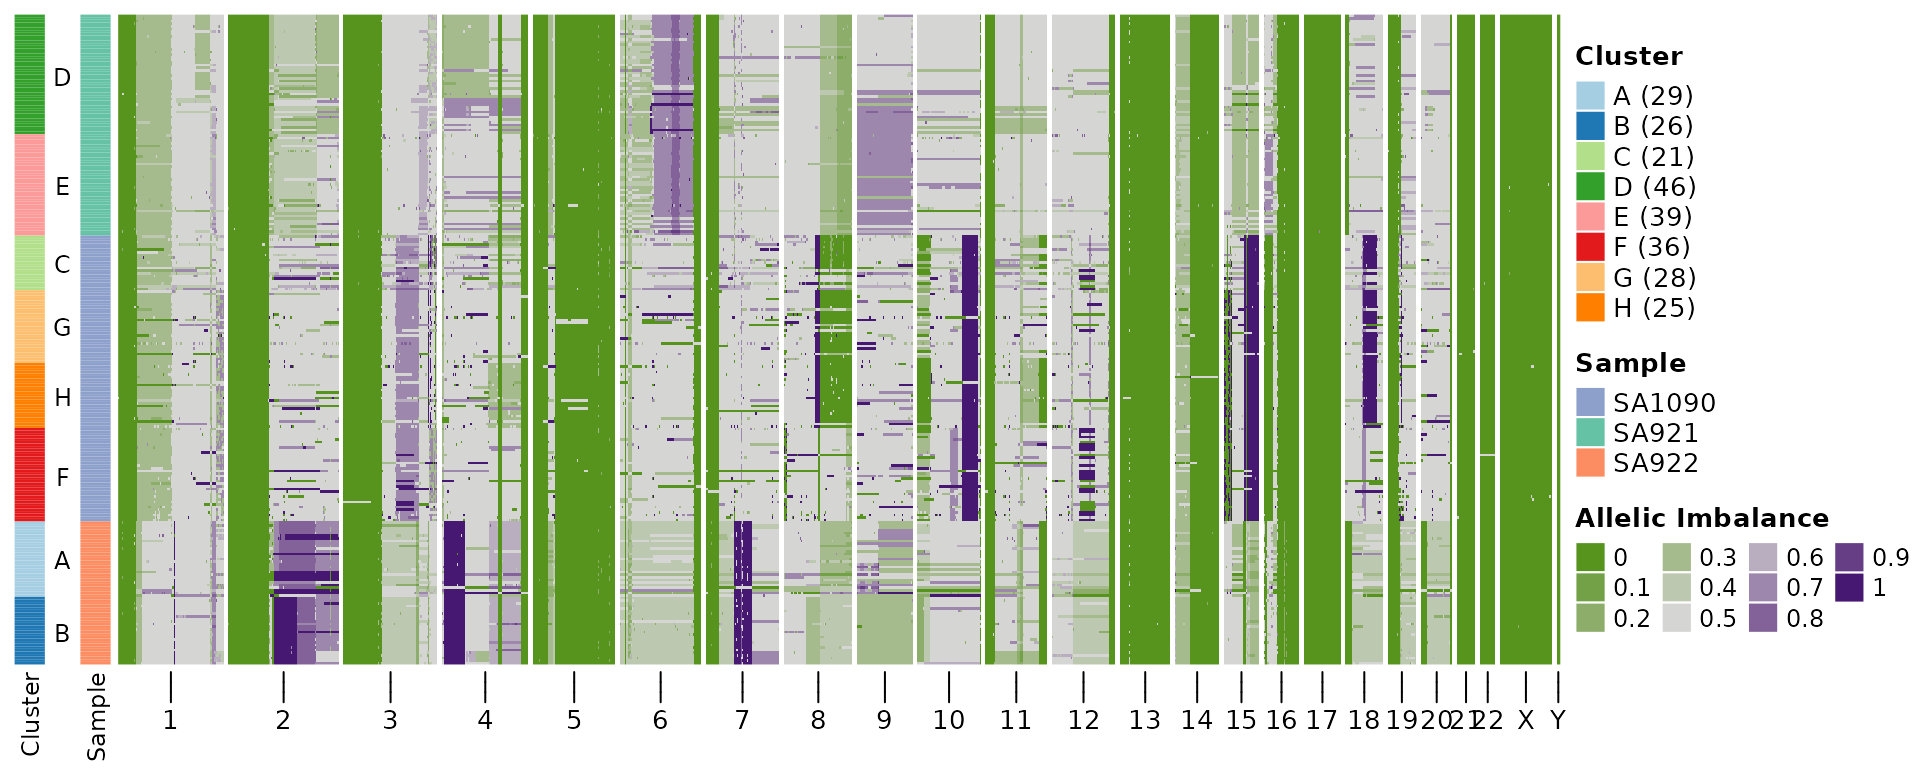 D
E
C
G
H
F
A
B
Cluster
Sample
1 2 3 4 5 6 7 8 9 10 11 12 13 14 15 16 17 18 19 20 21 22 X Y
Cluster
A (29)
B (26)
C (21)
D (46)
E (39)
F (36)
G (28)
H (25)
Sample
SA1090
SA921
SA922
Allelic Imbalance
0 0.3 0.6 0.9
0.1 0.4 0.7 1
0.2 0.5 0.8